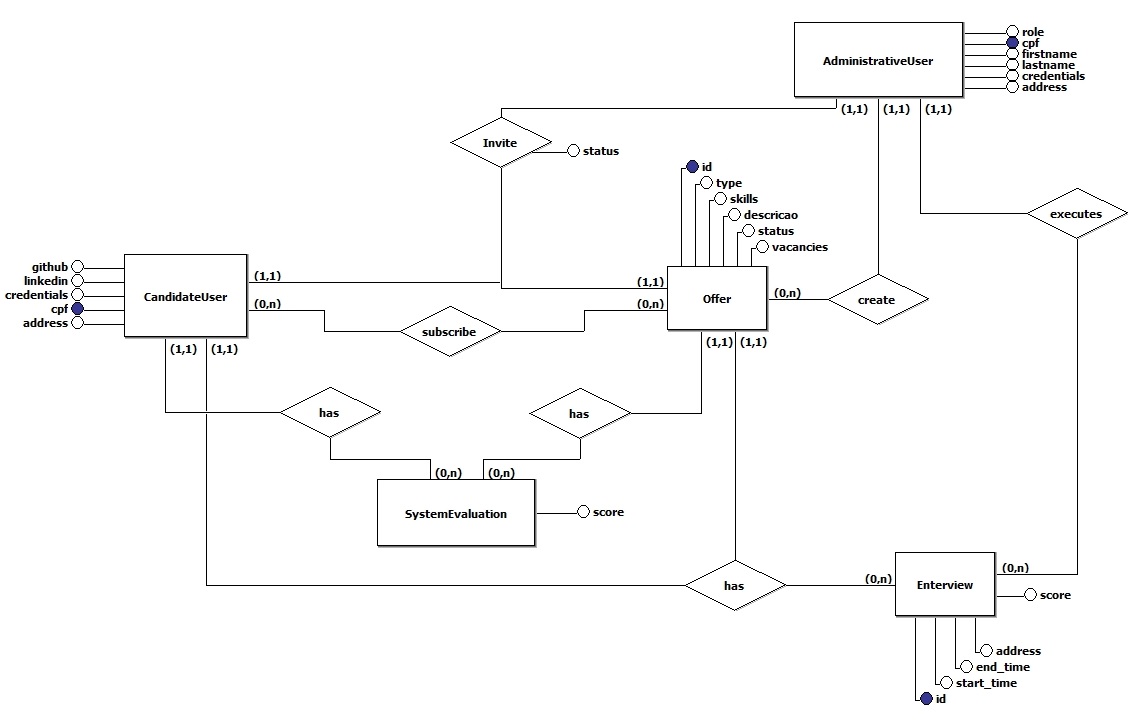 role
cpf
AdministrativeUser
firstname
lastname
credentials
address
(1,1)
(1,1)
(1,1)
Invite
status
id
type
skills
executes
descricao
status
vacancies
github
linkedin
credentials
cpf
address
CandidateUser
(1,1)
(0,n)
(1,1)
(0,n)
Offer
(0,n)
create
subscribe
(1,1)
(1,1)
(1,1)
(1,1)
has
has
(0,n)
(0,n)
SystemEvaluation
score
has
(0,n)
Enterview
(0,n)
score
address
end_time
start_time
id